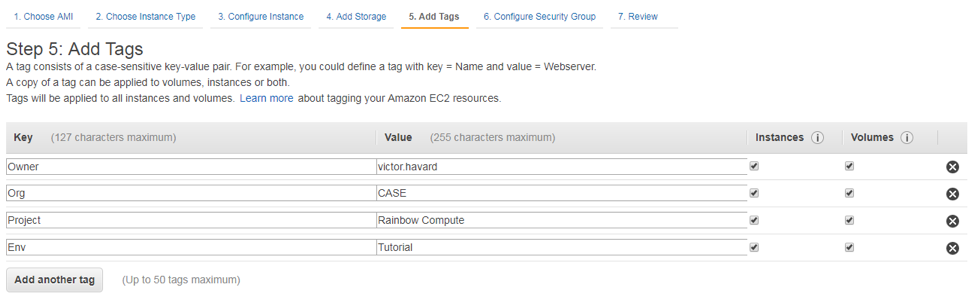 1. Choose AMI 2. Choose Instance Type 3. Configure Instance 4. Add Storage 5. Add Tags 6. Configure Security Group 7. Review
Step 5: Add Tags
A tag consists of a case-sensitive key-value pair. For example, you could define a tag with key = Name and value = Webserver.
A copy of a tag can be applied to volumes, instances or both.
Tags will be applied to all instances and volumes. Learn more about tagging your Amazon EC2 resources.
Key (127 characters maximum) Value (255 characters maximum) Instances i Volumes i
Owner victor.havard
Org CASE
Project Rainbow Compute
Env Tutorial
Add another tag (Up to 50 tags maximum)